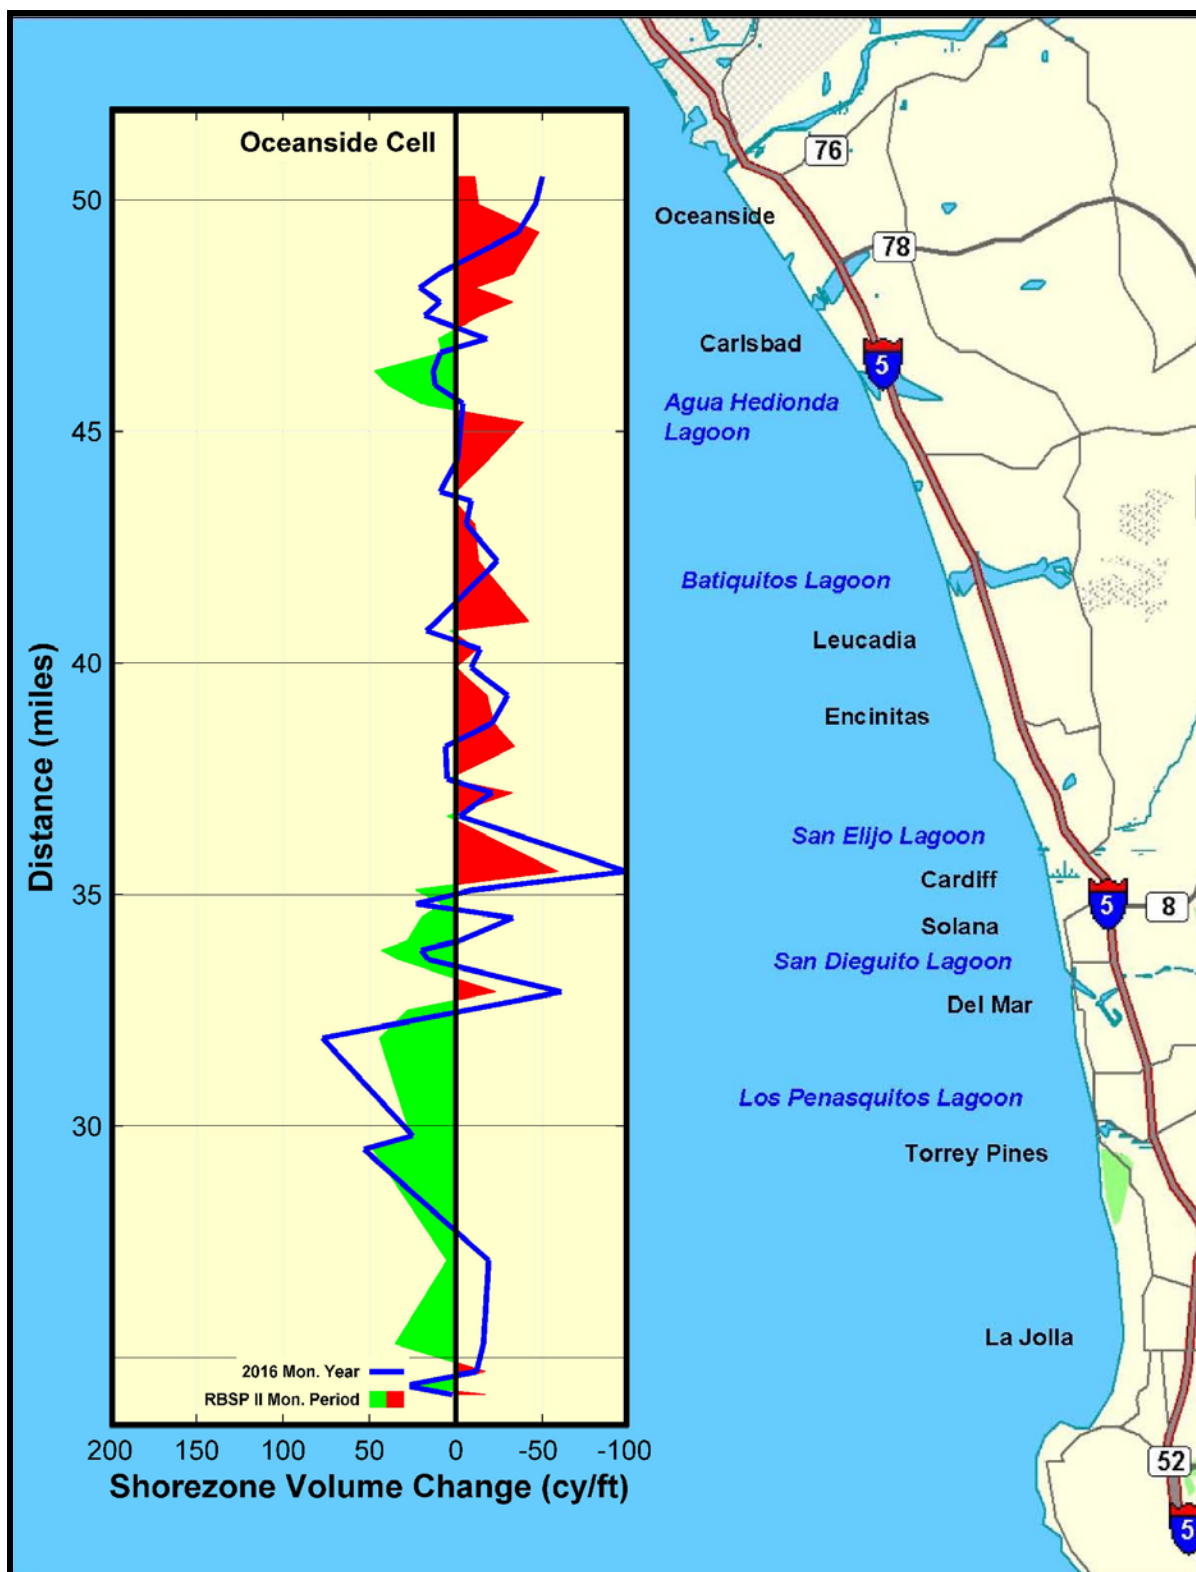 Oceanside Cell
50
45
40
35
30
Distance (miles)
2016 Mon. Year
RBSP II Mon. Period
200 150 100 50 0 -50 -100
Shorezone Volume Change (cy/ft)
76
Oceanside
78
Carlsbad
5
Agua Hedionda
Lagoon
Batiquitos Lagoon
Leucadia
Encinitas
San Elijo Lagoon
Cardiff
5
8
Solana
San Dieguito Lagoon
Del Mar
Los Penasquitos Lagoon
Torrey Pines
La Jolla
52
5